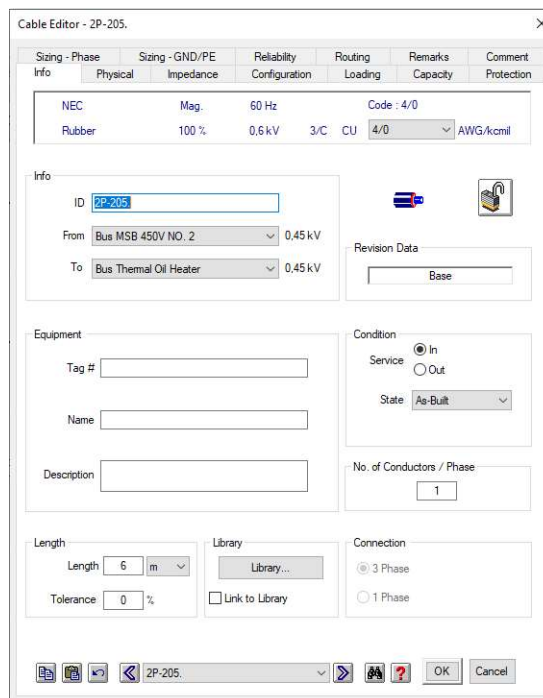 Cable Editor - 2P-205.
Sizing - Phase Sizing - GND/PE Reliability Routing Remarks Comment
Info Physical Impedance Configuration Loading Capacity Protection
NEC Mag. 60 Hz Code : 4/0
Rubber 100 % 0,6 kV 3/C CU 4/0 AWG/kcmil
Info
ID 2P-205.
From Bus MSB 450V NO. 2 0,45 kV
To Bus Thermal Oil Heater 0,45 kV
Revision Data
Base
Equipment
Tag #
Name
Description
Condition
Service In
Out
State As-Built
No. of Conductors / Phase
1
Length
Length 6 m
Tolerance 0 %
Library
Library...
Link to Library
Connection
3 Phase
1 Phase
2P-205. ? OK Cancel